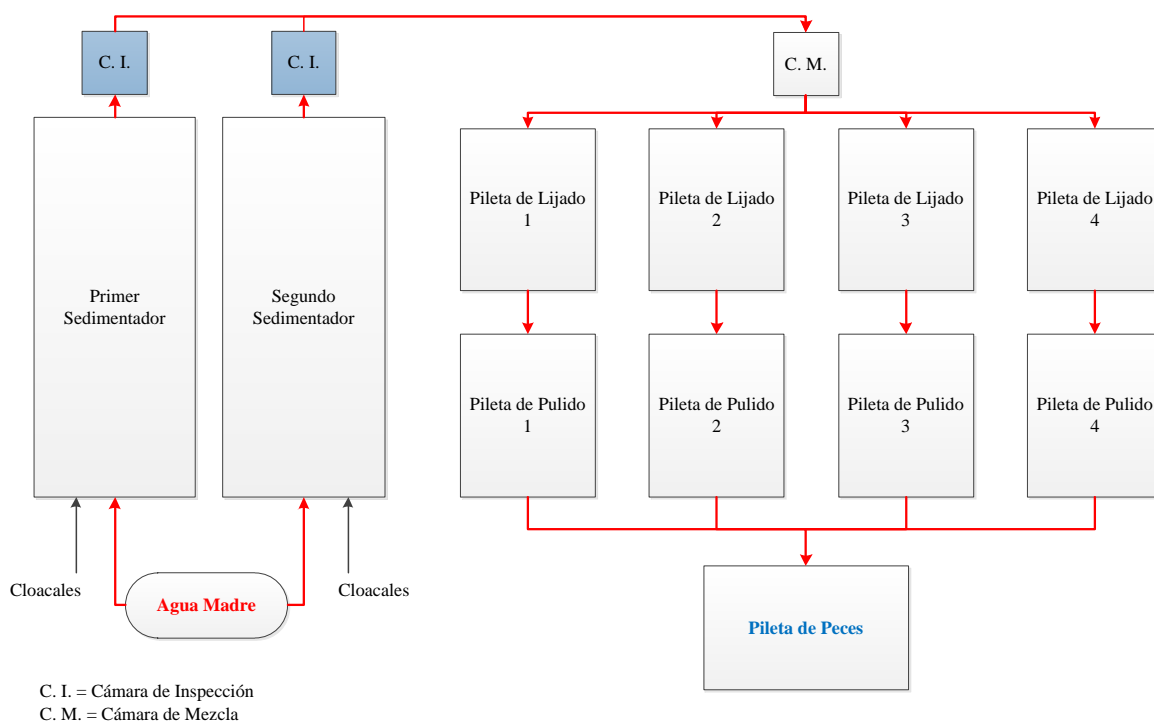 C. I.
C. I.
C. M.
Primer
Sedimentador
Segundo
Sedimentador
Pileta de Lijado
1
Pileta de Lijado
2
Pileta de Lijado
3
Pileta de Lijado
4
Pileta de Pulido
1
Pileta de Pulido
2
Pileta de Pulido
3
Pileta de Pulido
4
Cloacales
Agua Madre
Cloacales
Pileta de Peces
C. I. = Cámara de Inspección
C. M. = Cámara de Mezcla